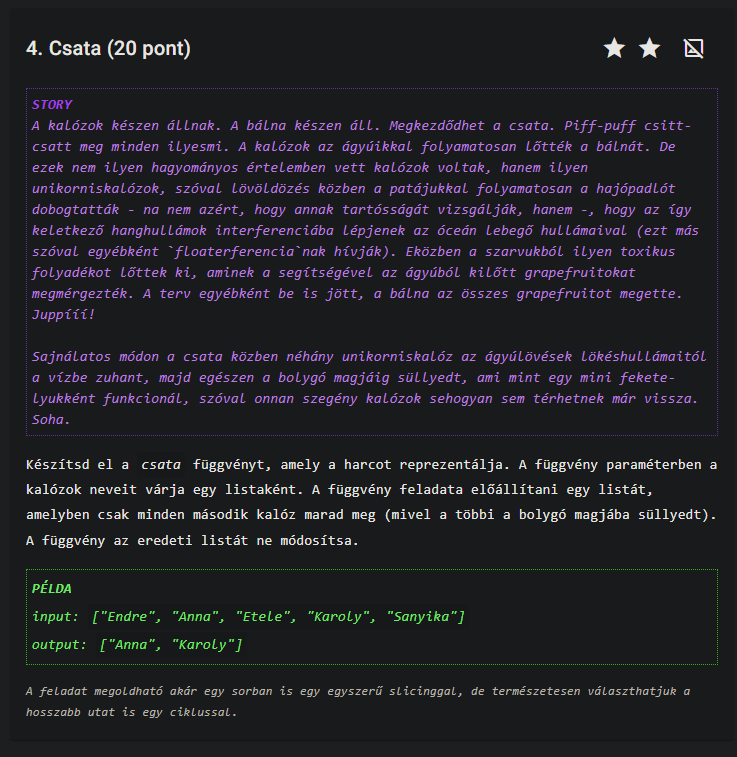 4. Csata (20 pont)
STORY
A kalózok készen állnak. A bálna készen áll. Megkezdődhet a csata. Piff-puff csitt-
csatt meg minden ilyesmi. A kalózok az ágyúikkal folyamatosan lőtték a bálnát. De
ezek nem ilyen hagyományos értelemben vett kalózok voltak, hanem ilyen
unikorniskalózok, szóval lövöldözés közben a patájukkal folyamatosan a hajópadlót
dobogtatták - na nem azért, hogy annak tartósságát vizsgálják, hanem -, hogy az így
keletkező hanghullámok interferenciába lépjenek az óceán lebegő hullámaival (ezt más
szóval egyébként `floaterferencia`nak hívják). Eközben a szarvukból ilyen toxikus
folyadékot lőttek ki, aminek a segítségével az ágyúból kilőtt grapefruitokat
megmérgezték. A terv egyébként be is jött, a bálna az összes grapefruitot megette.
Juppííí!
Sajnálatos módon a csata közben néhány unikorniskalóz az ágyúlövések lökéshullámaitól
a vízbe zuhant, majd egészen a bolygó magjáig süllyedt, ami mint egy mini fekete-
lyukként funkcionál, szóval onnan szegény kalózok sehogyan sem térhetnek már vissza.
Soha.
Készítsd el a csata függvényt, amely a harcot reprezentálja. A függvény paraméterben a
kalózok neveit várja egy listaként. A függvény feladata előállítani egy listát,
amelyben csak minden második kalóz marad meg (mivel a többi a bolygó magjába süllyedt).
A függvény az eredeti listát ne módosítsa.
PÉLDA
input: ["Endre", "Anna", "Etele", "Karoly", "Sanyika"]
output: ["Anna", "Karoly"]
A feladat megoldható akár egy sorban is egy egyszerű slicinggal, de természetesen választhatjuk a
hosszabb utat is egy ciklussal.